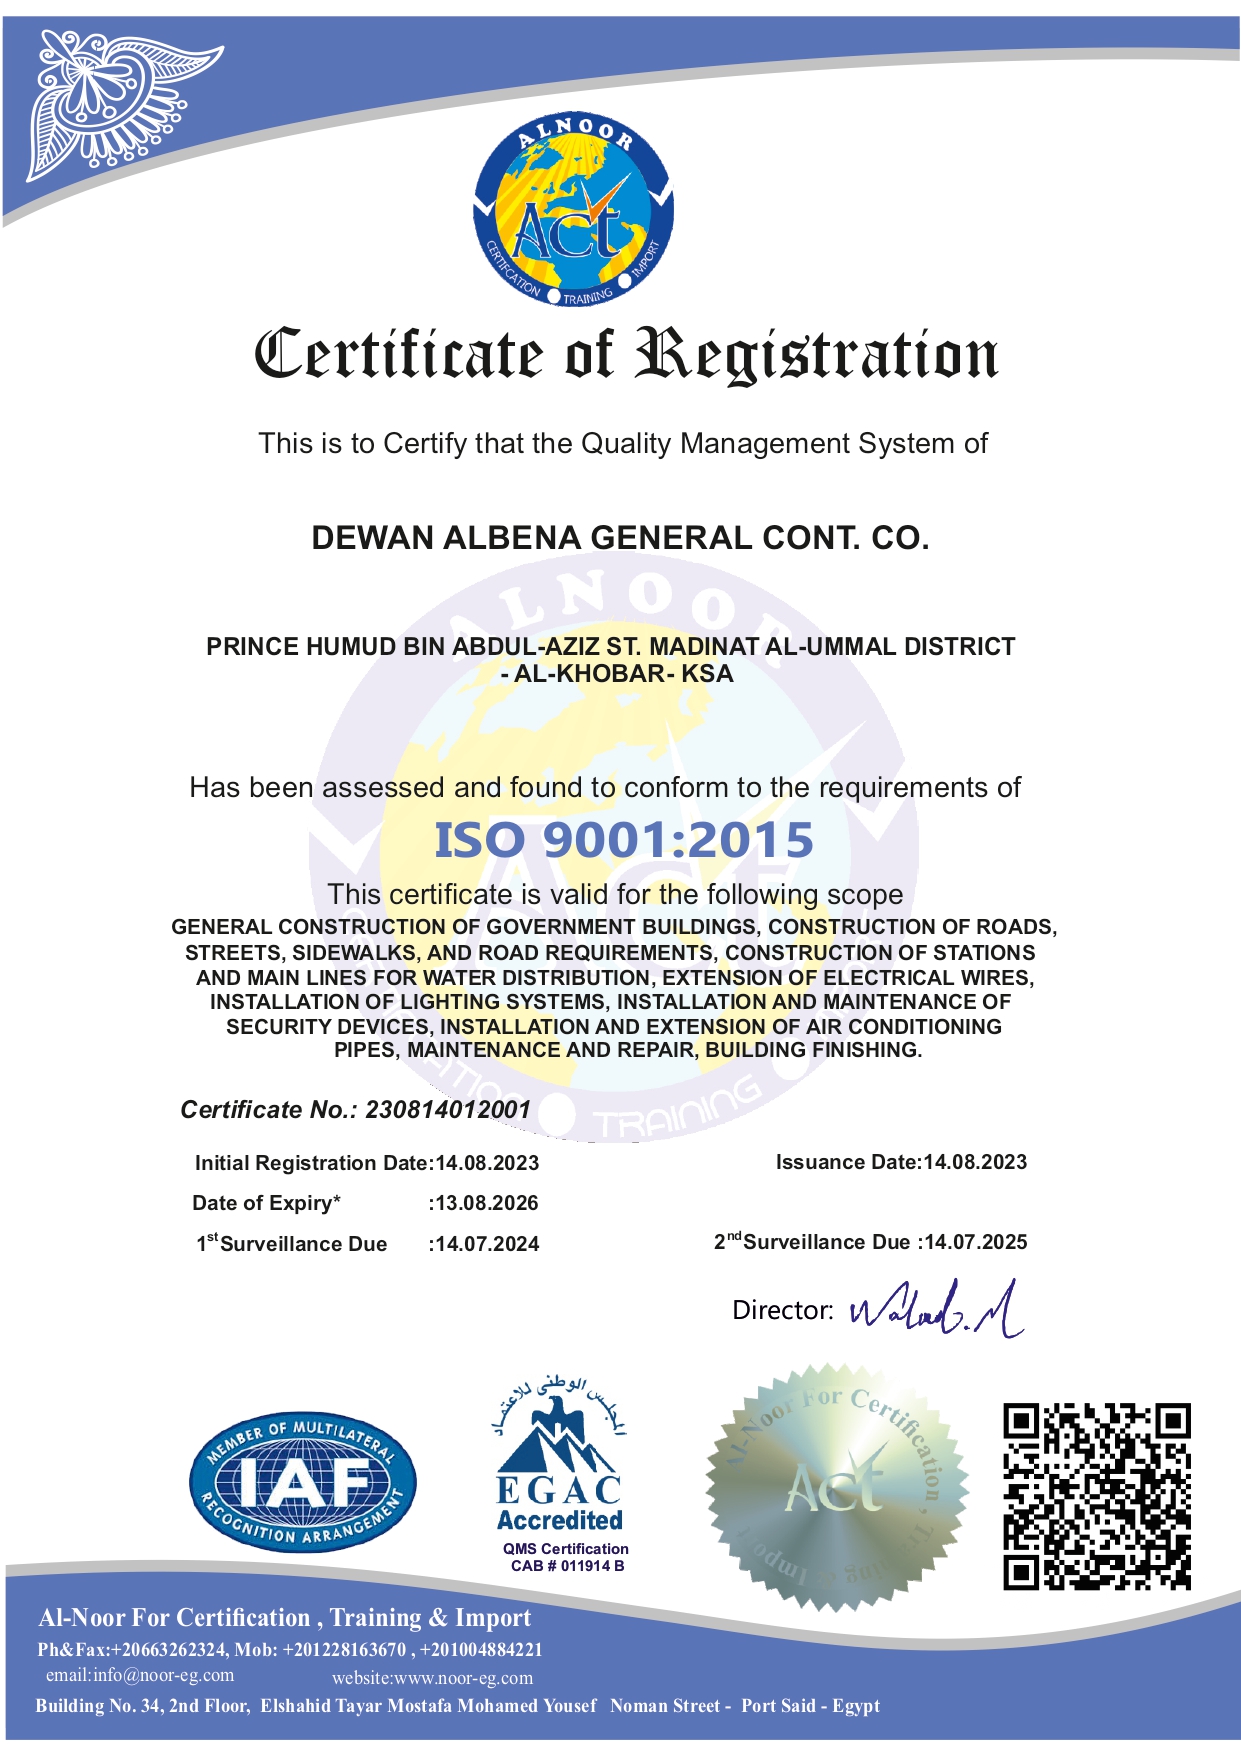 ALNOOR
Act
CERTIFCATION TRAINING IMPORT
Certificate of Registration
This is to Certify that the Quality Management System of
DEWAN ALBENA GENERAL CONT. CO.
PRINCE HUMUD BIN ABDUL-AZIZ ST. MADINAT AL-UMMAL DISTRICT
- AL-KHOBAR- KSA
Has been assessed and found to conform to the requirements of
ISO 9001:2015
This certificate is valid for the following scope
GENERAL CONSTRUCTION OF GOVERNMENT BUILDINGS, CONSTRUCTION OF ROADS,
STREETS, SIDEWALKS, AND ROAD REQUIREMENTS, CONSTRUCTION OF STATIONS
AND MAIN LINES FOR WATER DISTRIBUTION, EXTENSION OF ELECTRICAL WIRES,
INSTALLATION OF LIGHTING SYSTEMS, INSTALLATION AND MAINTENANCE OF
SECURITY DEVICES, INSTALLATION AND EXTENSION OF AIR CONDITIONING
PIPES, MAINTENANCE AND REPAIR, BUILDING FINISHING.
Certificate No.: 230814012001
Initial Registration Date:14.08.2023
Issuance Date:14.08.2023
Date of Expiry* :13.08.2026
1st Surveillance Due :14.07.2024
2nd Surveillance Due :14.07.2025
Director:
MEMBER OF MULTILATERAL
IAF
RECOGNITION ARRANGEMENT
المجلس الوطنى للاعتماد
EGAC
Accredited
QMS Certification
CAB # 011914 B
Al-Noor For Certification , Training & Import
Act
Al-Noor For Certification , Training & Import
Ph&Fax:+20663262324, Mob: +201228163670 , +201004884221
email:info@noor-eg.com website:www.noor-eg.com
Building No. 34, 2nd Floor, Elshahid Tayar Mostafa Mohamed Yousef Noman Street - Port Said - Egypt